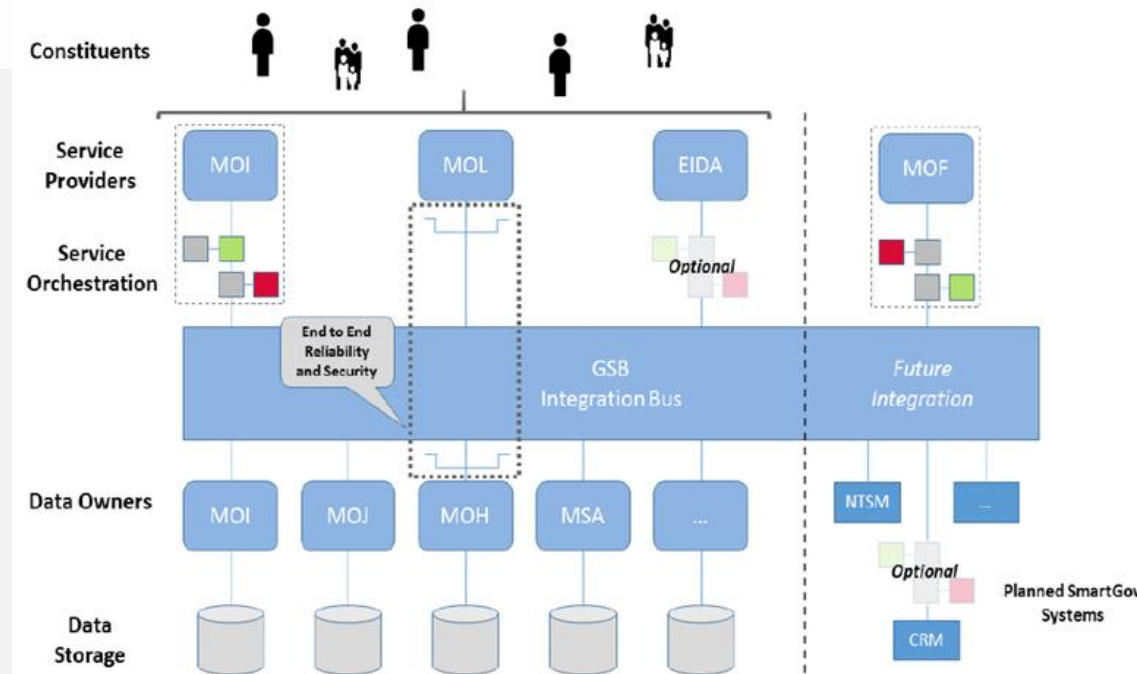 Constituents
Service
Providers
MOI
MOL
EIDA
MOF
Service
Orchestration
Optional
End to End
Reliability
and Security
GSB
Integration Bus
Future
Integration
Data Owners
MOI
MOJ
MOH
MSA
...
NTSM
...
Optional
Planned SmartGov
Systems
CRM
Data
Storage